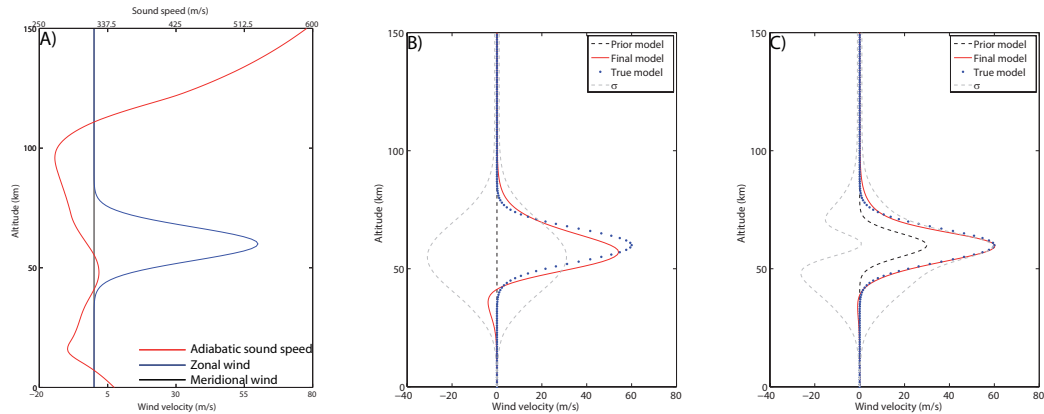 Sound speed (m/s)
250 337.5 425 512.5 600
A)
150
100
50
0
Altitude (km)
Adiabatic sound speed
Zonal wind
Meridional wind
−20 5 30 55 80
Wind velocity (m/s)
B)
150
100
50
0
Altitude (km)
Prior model
Final model
True model
σ
−40 −20 0 20 40 60 80
Wind velocity (m/s)
C)
150
100
50
0
Altitude (km)
Prior model
Final model
True model
σ
−40 −20 0 20 40 60 80
Wind velocity (m/s)